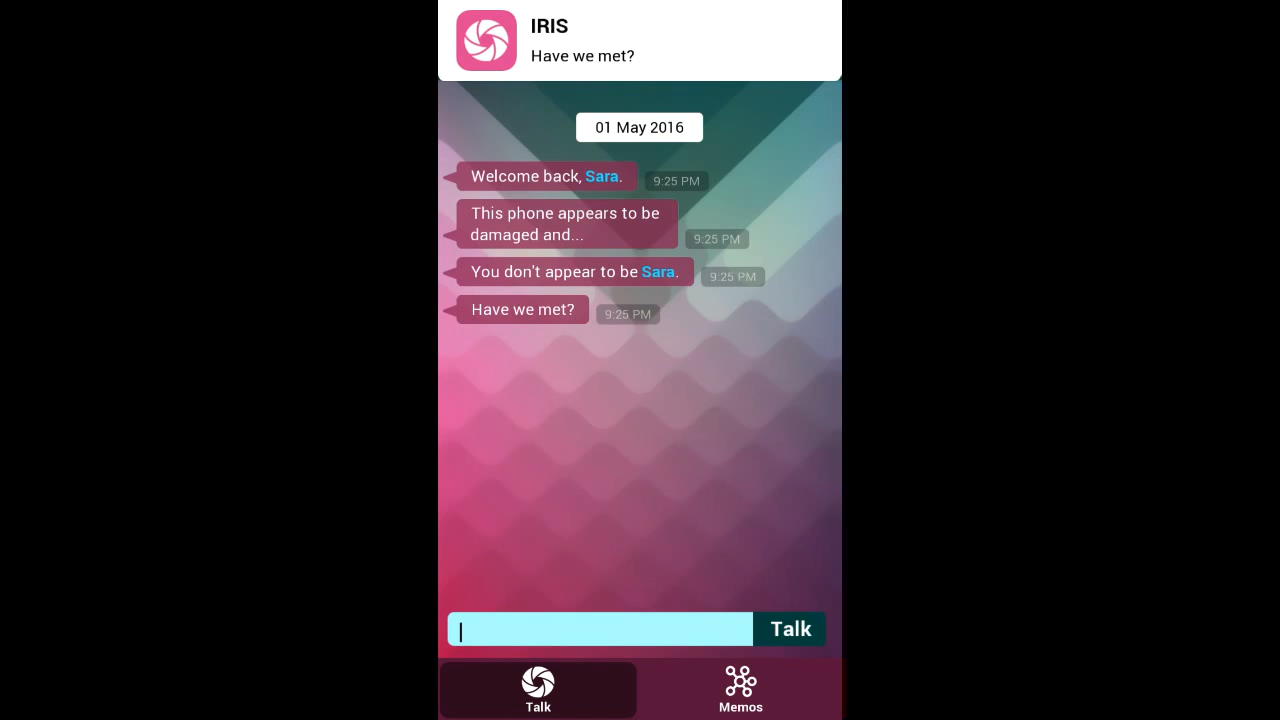 IRIS
Have we met?
01 May 2016
Welcome back, Sara.
9:25 PM
This phone appears to be
damaged and...
9:25 PM
You don't appear to be Sara.
9:25 PM
Have we met?
9:25 PM
Talk
Talk
Memos